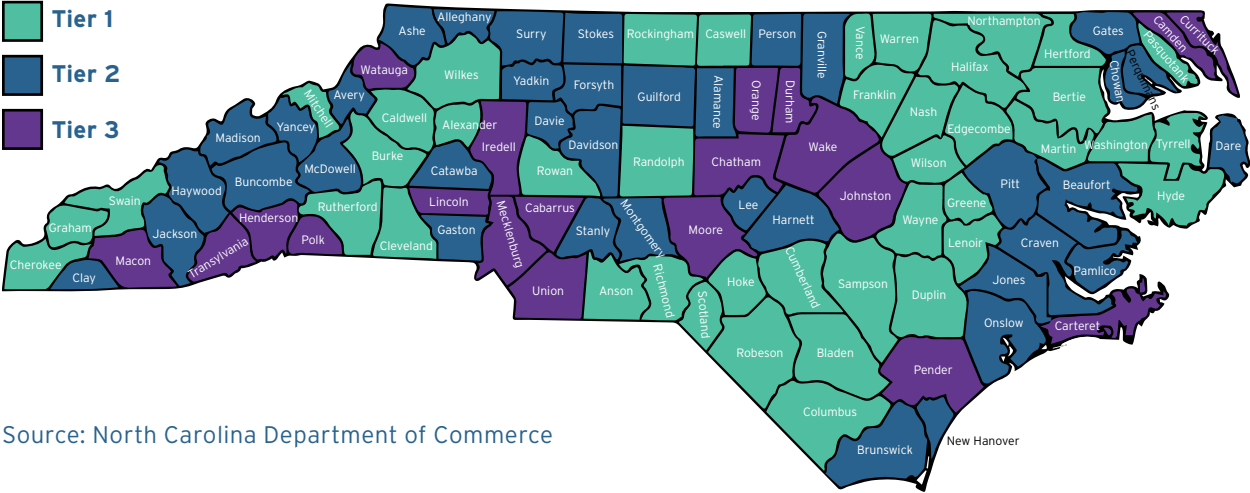 Tier 1
Tier 2
Tier 3
Ashe
Alleghany
Surry
Stokes
Rockingham
Caswell
Person
Granville
Vance
Warren
Northampton
Gates
Camden
Currituck
Pasquotank
Perquimans
Chowan
Hertford
Halifax
Bertie
Watauga
Wilkes
Yadkin
Forsyth
Guilford
Alamance
Orange
Durham
Franklin
Nash
Edgecombe
Martin
Washington
Tyrrell
Dare
Mitchell
Avery
Caldwell
Alexander
Iredell
Davie
Davidson
Randolph
Chatham
Wake
Wilson
Pitt
Beaufort
Hyde
Madison
Yancey
McDowell
Burke
Catawba
Rowan
Johnston
Greene
Haywood
Buncombe
Rutherford
Lincoln
Gaston
Cleveland
Mecklenburg
Cabarrus
Stanly
Montgomery
Moore
Lee
Harnett
Wayne
Lenoir
Craven
Pamlico
Swain
Graham
Cherokee
Clay
Macon
Jackson
Transylvania
Henderson
Polk
Union
Anson
Richmond
Scotland
Hoke
Cumberland
Sampson
Duplin
Jones
Onslow
Carteret
Robeson
Bladen
Pender
Columbus
Brunswick
New Hanover
Source: North Carolina Department of Commerce